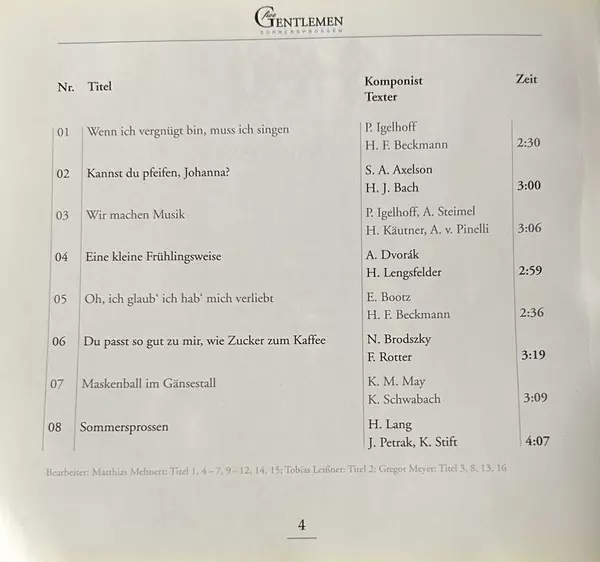 Five GENTLEMEN
SOMMERSPROSSEN
Nr. Titel Komponist Texter Zeit
01 Wenn ich vergnügt bin, muss ich singen P. Igelhoff
H. F. Beckmann 2:30
02 Kannst du pfeifen, Johanna? S. A. Axelson
H. J. Bach 3:00
03 Wir machen Musik P. Igelhoff, A. Steimel
H. Käutner, A. v. Pinelli 3:06
04 Eine kleine Frühlingsweise A. Dvorák
H. Lengsfelder 2:59
05 Oh, ich glaub' ich hab' mich verliebt E. Bootz
H. F. Beckmann 2:36
06 Du passt so gut zu mir, wie Zucker zum Kaffee N. Brodszky
F. Rotter 3:19
07 Maskenball im Gänsestall K. M. May
K. Schwabach 3:09
08 Sommersprossen H. Lang
J. Petrak, K. Stift 4:07
Bearbeiter: Matthias Mehnert: Titel 1, 4 – 7, 9 – 12, 14, 15; Tobias Leißner: Titel 2; Gregor Meyer: Titel 3, 8, 13, 16
4